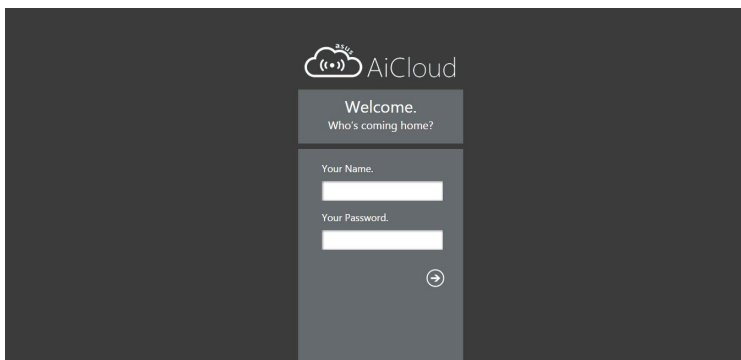 asus
AiCloud
Welcome.
Who's coming home?
Your Name.
Your Password.